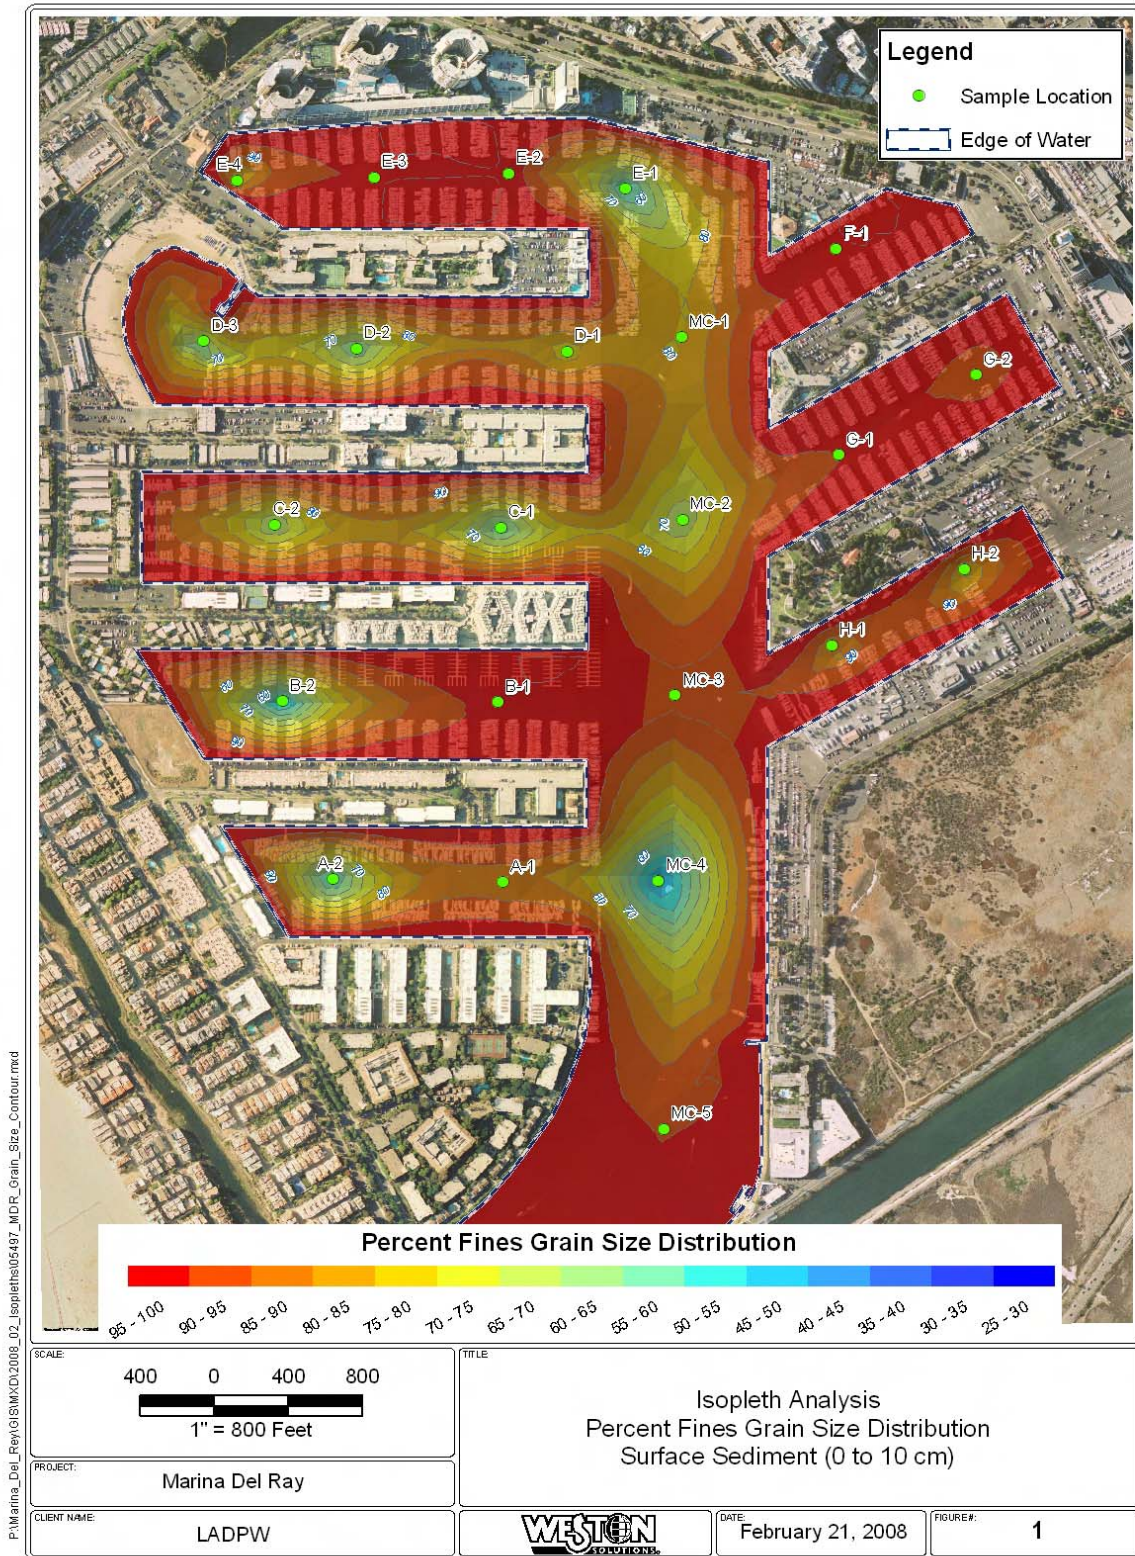 Legend
Sample Location
Edge of Water
E-4
E-3
E-2
E-1
F-1
D-3
D-2
D-1
MC-1
G-2
G-1
C-2
C-1
MC-2
H-2
H-1
B-2
B-1
MC-3
A-2
A-1
MC-4
MC-5
70
80
90
Percent Fines Grain Size Distribution
95 - 100
90 - 95
85 - 90
80 - 85
75 - 80
70 - 75
65 - 70
60 - 65
55 - 60
50 - 55
45 - 50
40 - 45
35 - 40
30 - 35
25 - 30
P:\Marina_Del_Rey\GIS\MXD\2008_02_Isopleths\05497_MDR_Grain_Size_Contour.mxd
SCALE:
400 0 400 800
1" = 800 Feet
TITLE
Isopleth Analysis
Percent Fines Grain Size Distribution
Surface Sediment (0 to 10 cm)
PROJECT:
Marina Del Ray
CLIENT NAME:
LADPW
WESTON
SOLUTIONS
DATE:
February 21, 2008
FIGURE#:
1